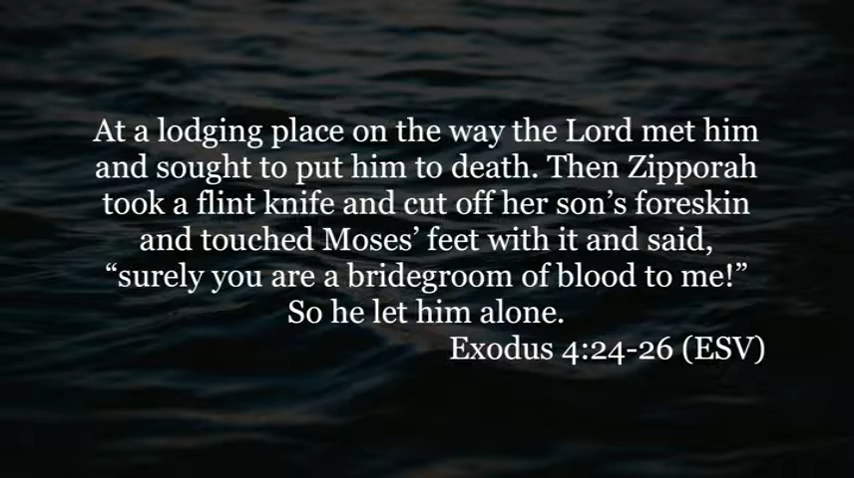 At a lodging place on the way the Lord met him
and sought to put him to death. Then Zipporah
took a flint knife and cut off her son’s foreskin
and touched Moses’ feet with it and said,
“surely you are a bridegroom of blood to me!”
So he let him alone.
Exodus 4:24-26 (ESV)